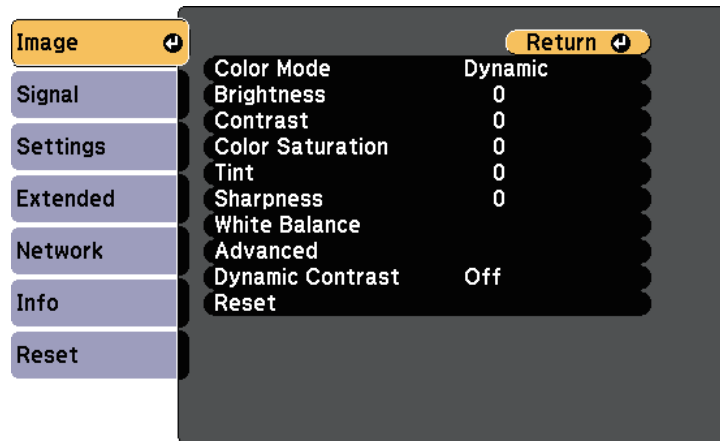 Image
Signal
Settings
Extended
Network
Info
Reset
Return
Color Mode Dynamic
Brightness 0
Contrast 0
Color Saturation 0
Tint 0
Sharpness 0
White Balance
Advanced
Dynamic Contrast Off
Reset